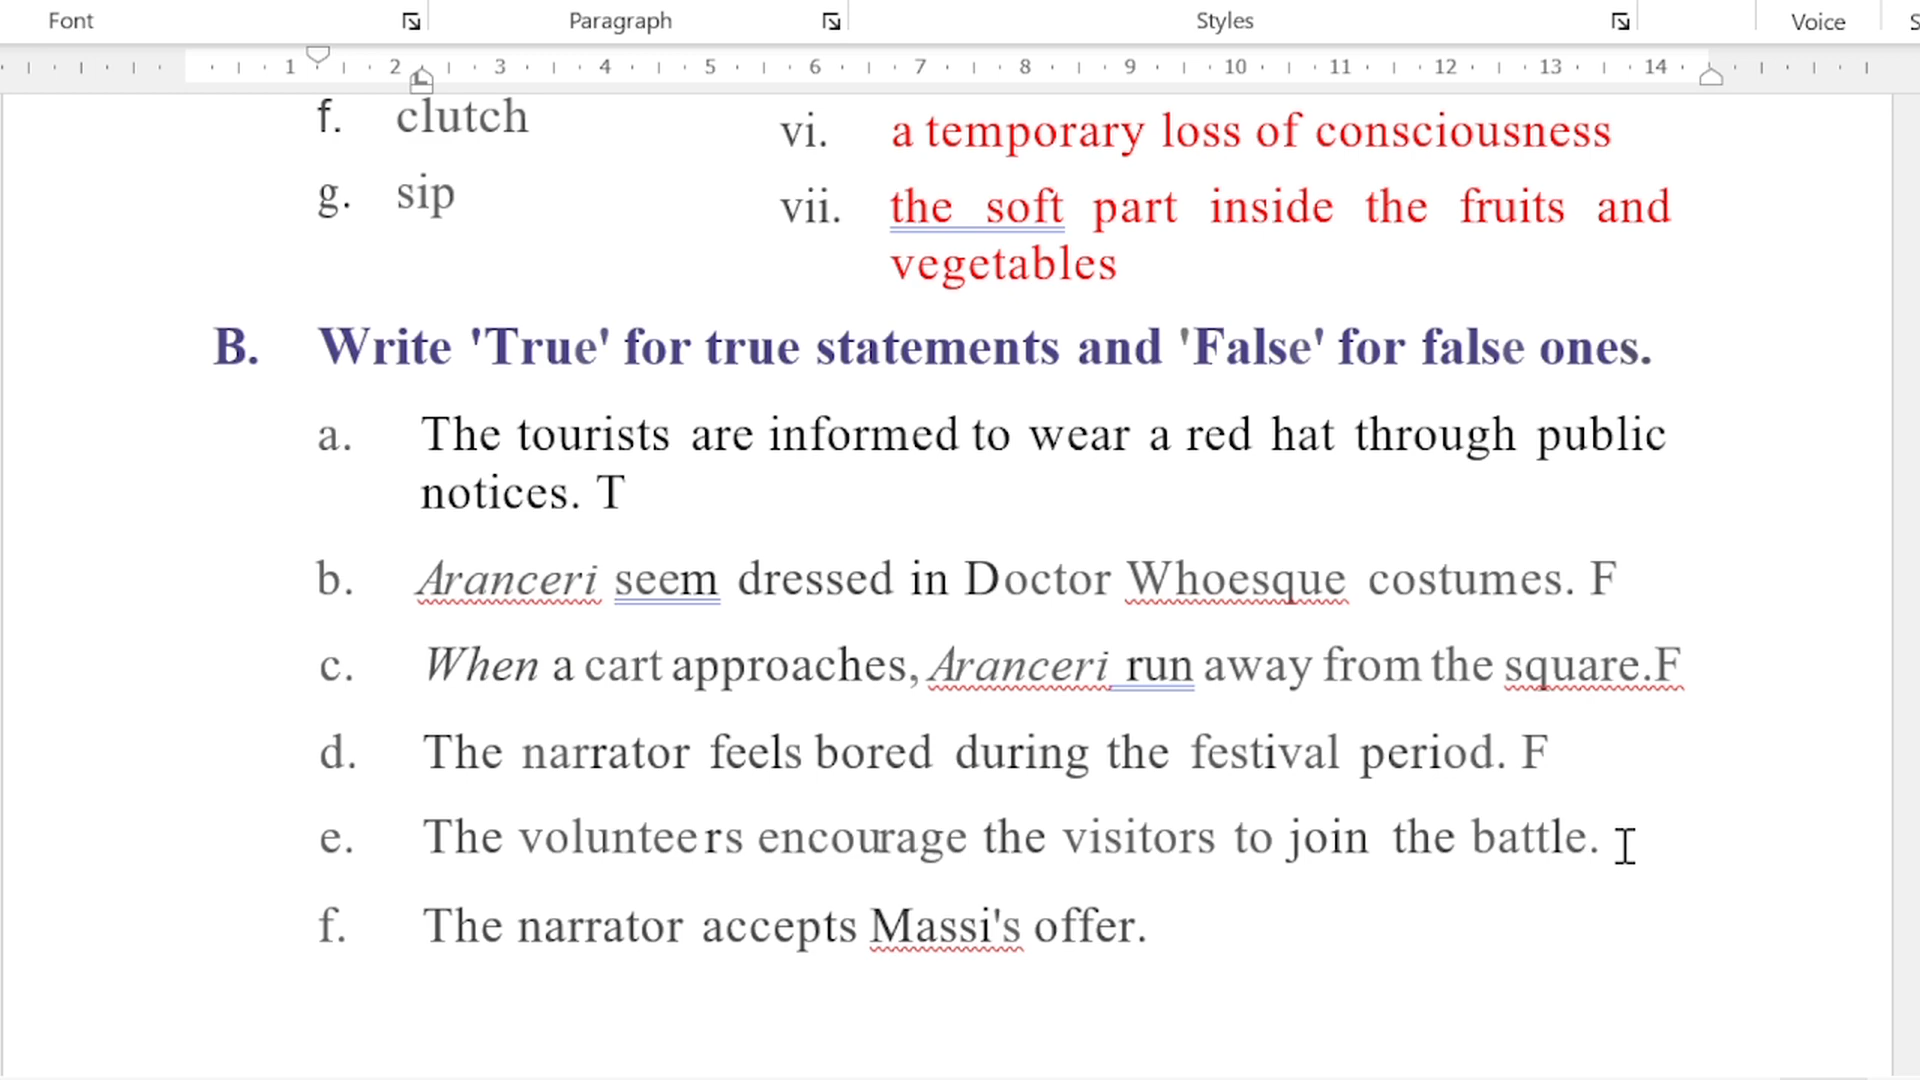 Font Paragraph Styles Voice S
1 2 3 4 5 6 7 8 9 10 11 12 13 14
f. clutch vi. a temporary loss of consciousness
g. sip vii. the soft part inside the fruits and
vegetables
B. Write 'True' for true statements and 'False' for false ones.
a. The tourists are informed to wear a red hat through public
notices. T
b. Aranceri seem dressed in Doctor Whoesque costumes. F
c. When a cart approaches, Aranceri run away from the square.F
d. The narrator feels bored during the festival period. F
e. The volunteers encourage the visitors to join the battle.
f. The narrator accepts Massi's offer.